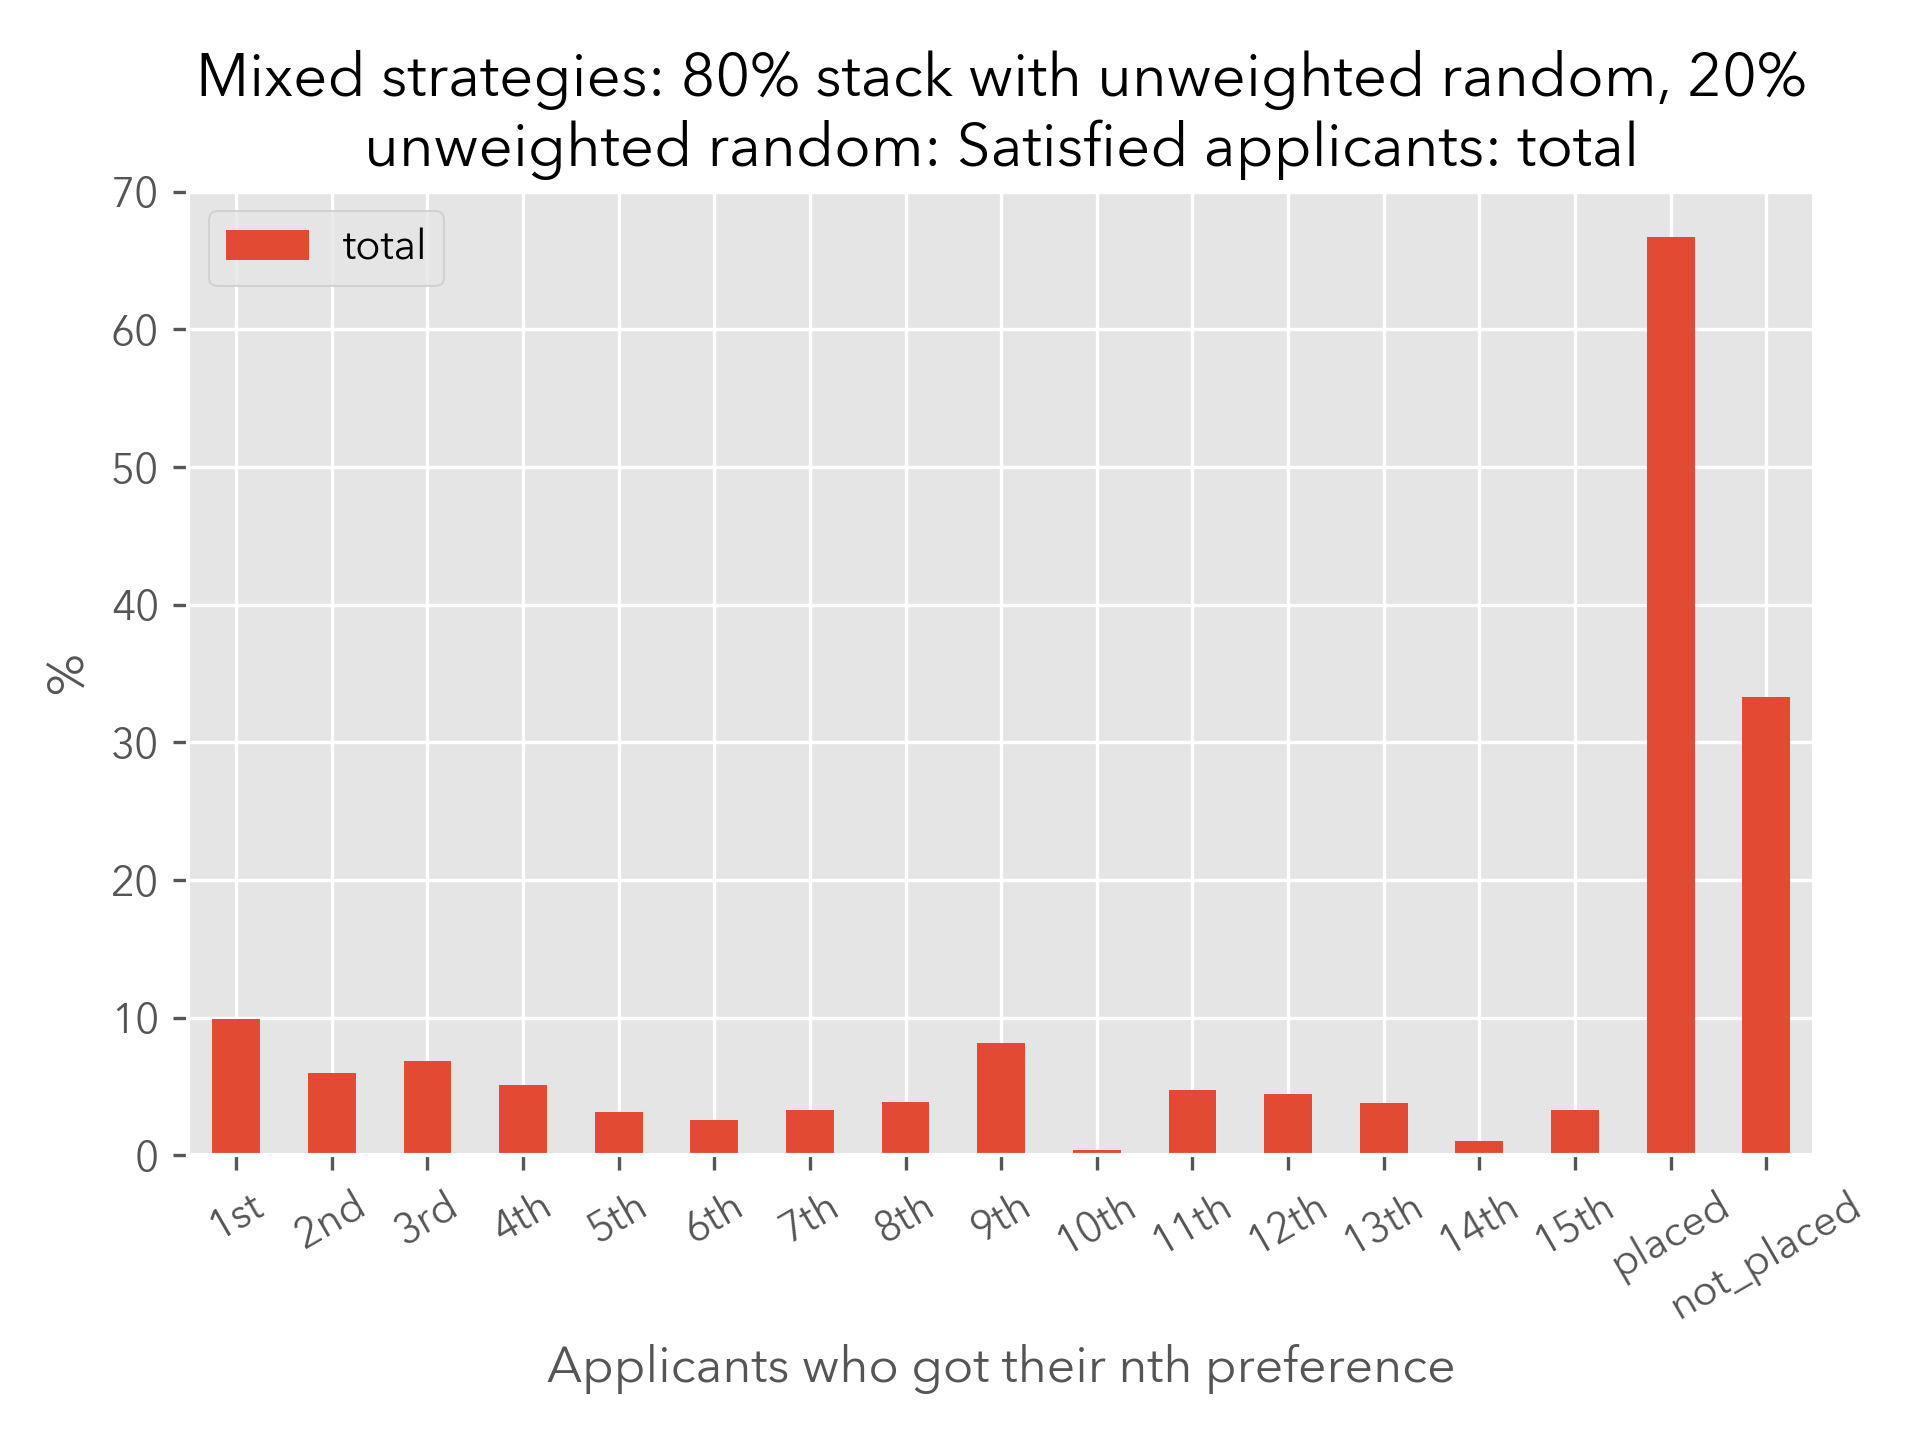 Mixed strategies: 80% stack with unweighted random, 20%
unweighted random: Satisfied applicants: total
total
70
60
50
40
30
20
10
0
%
1st
2nd
3rd
4th
5th
6th
7th
8th
9th
10th
11th
12th
13th
14th
15th
placed
not_placed
Applicants who got their nth preference